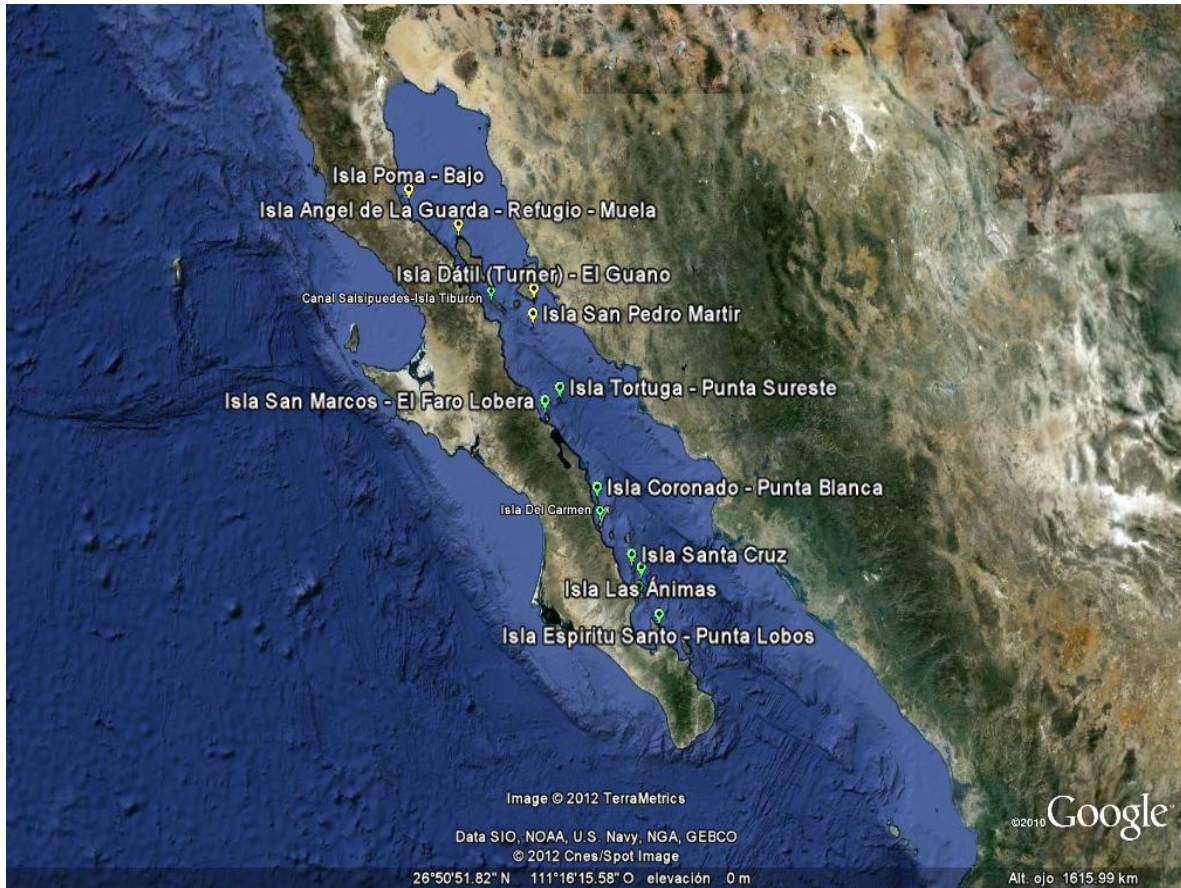 Isla Poma - Bajo
Isla Angel de La Guarda - Refugio - Muela
Isla Dátil (Turner) - El Guano
Canal Salsipuedes-Isla Tiburón
Isla San Pedro Martir
Isla Tortuga - Punta Sureste
Isla San Marcos - El Faro Lobera
Isla Coronado - Punta Blanca
Isla Del Carmen
Isla Santa Cruz
Isla Las Ánimas
Isla Espiritu Santo - Punta Lobos
Image © 2012 TerraMetrics
©2010 Google
Data SIO, NOAA, U.S. Navy, NGA, GEBCO
© 2012 Cnes/Spot Image
26°50'51.82" N 111°16'15.58" O elevación 0 m Alt. ojo 1615.99 km